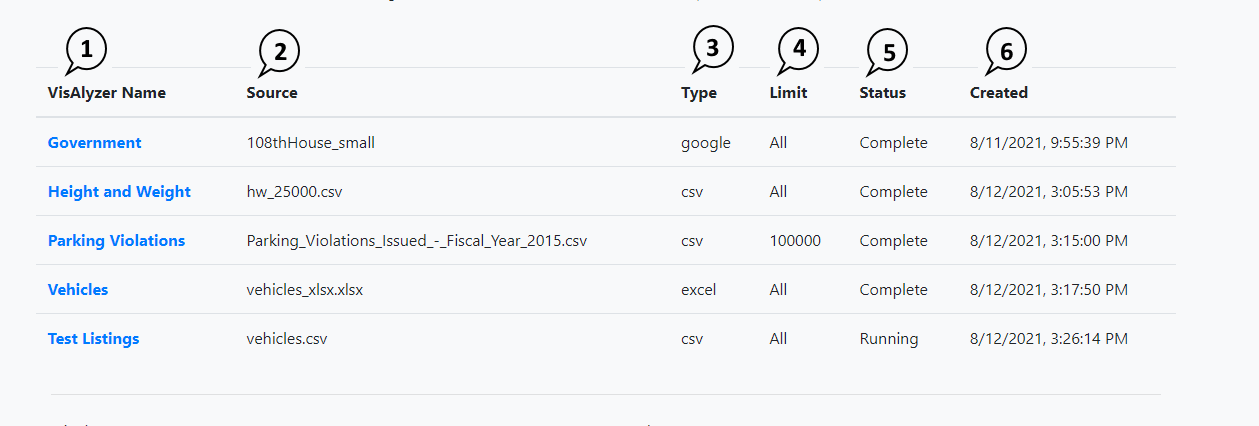 1 2 3 4 5 6
VisAlyzer Name Source Type Limit Status Created
Government 108thHouse_small google All Complete 8/11/2021, 9:55:39 PM
Height and Weight hw_25000.csv csv All Complete 8/12/2021, 3:05:53 PM
Parking Violations Parking_Violations_Issued_-_Fiscal_Year_2015.csv csv 100000 Complete 8/12/2021, 3:15:00 PM
Vehicles vehicles_xlsx.xlsx excel All Complete 8/12/2021, 3:17:50 PM
Test Listings vehicles.csv csv All Running 8/12/2021, 3:26:14 PM